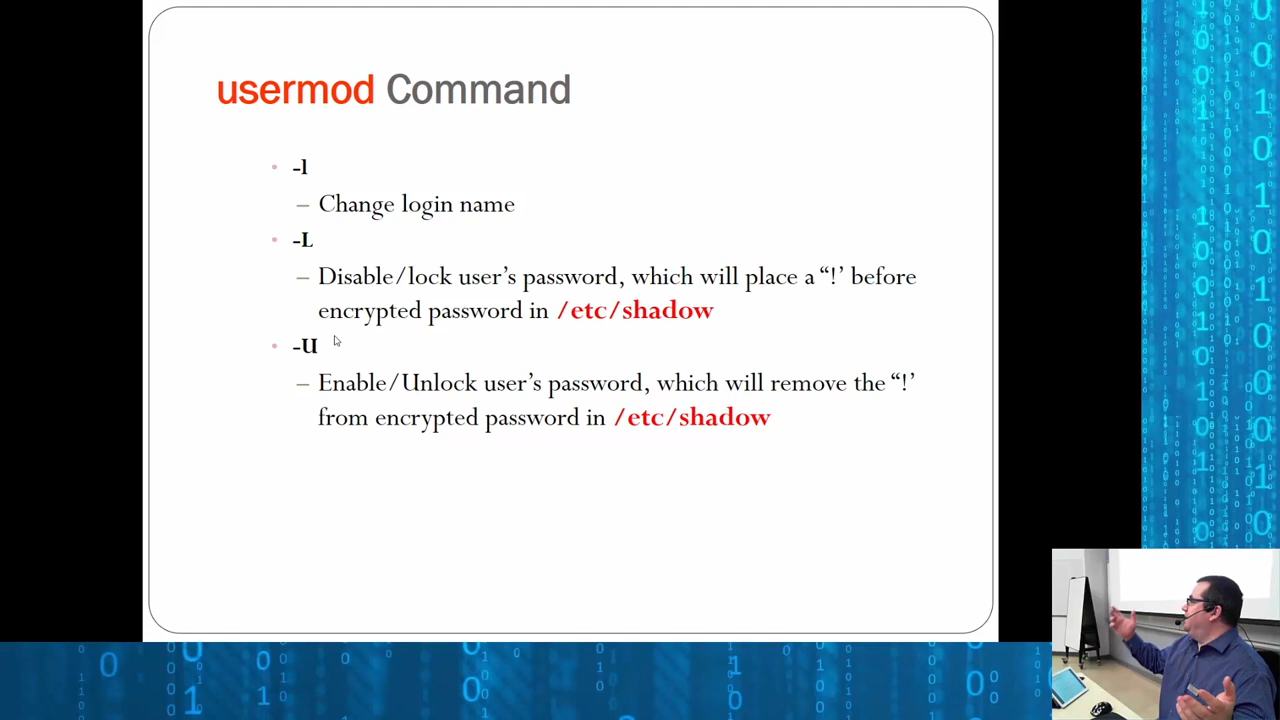 usermod Command
• -l
– Change login name
• -L
– Disable/lock user’s password, which will place a “!’ before
encrypted password in /etc/shadow
• -U
– Enable/Unlock user’s password, which will remove the “!’
from encrypted password in /etc/shadow